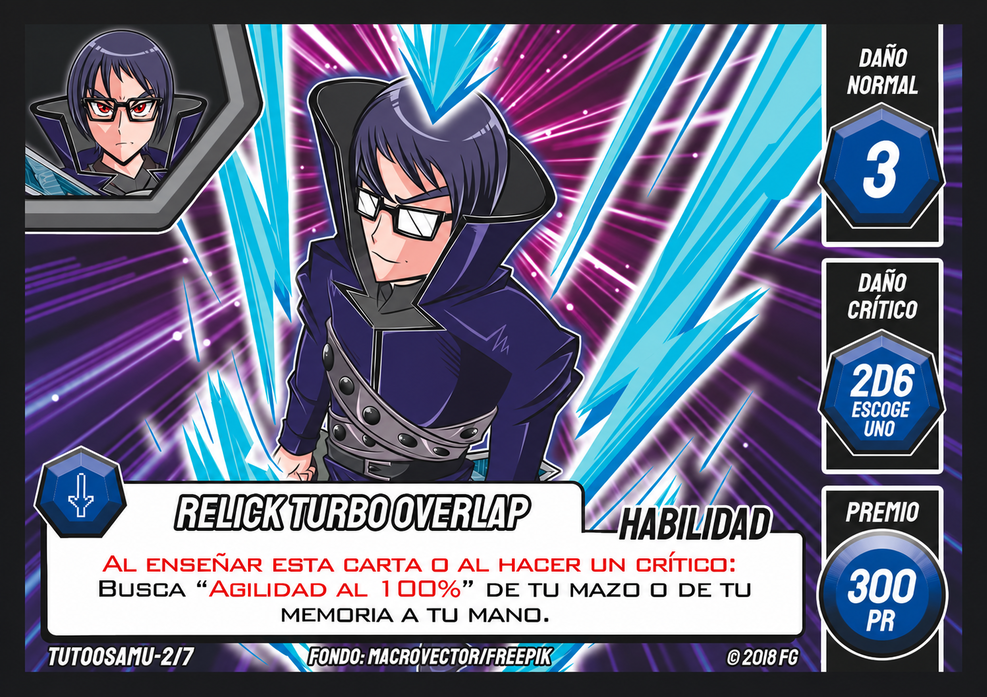 DAÑO
NORMAL
3
DAÑO
CRÍTICO
2D6
ESCOGE
UNO
PREMIO
300
PR
RELICK TURBO OVERLAP
HABILIDAD
AL ENSEÑAR ESTA CARTA O AL HACER UN CRÍTICO:
BUSCA “AGILIDAD AL 100%” DE TU MAZO O DE TU
MEMORIA A TU MANO.
TUTOOSAMU-2/7
FONDO: MACROVECTOR/FREEPIK
© 2018 FG